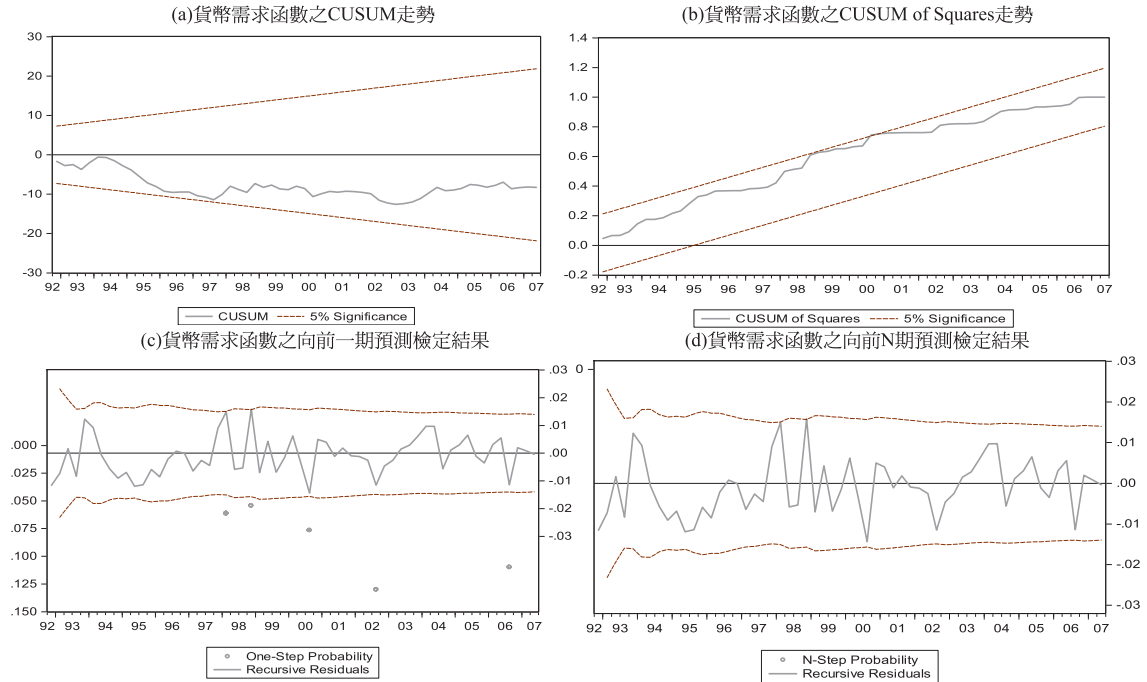 (a)貨幣需求函數之CUSUM走勢
30
20
10
0
-10
-20
-30
92 93 94 95 96 97 98 99 00 01 02 03 04 05 06 07
CUSUM 5% Significance
(b)貨幣需求函數之CUSUM of Squares走勢
1.4
1.2
1.0
0.8
0.6
0.4
0.2
0.0
-0.2
92 93 94 95 96 97 98 99 00 01 02 03 04 05 06 07
CUSUM of Squares 5% Significance
(c)貨幣需求函數之向前一期預測檢定結果
.03
.02
.01
.00
-.01
-.02
-.03
.000
.025
.050
.075
.100
.125
.150
92 93 94 95 96 97 98 99 00 01 02 03 04 05 06 07
One-Step Probability
Recursive Residuals
(d)貨幣需求函數之向前N期預測檢定結果
0
.03
.02
.01
.00
-.01
-.02
-.03
92 93 94 95 96 97 98 99 00 01 02 03 04 05 06 07
N-Step Probability
Recursive Residuals